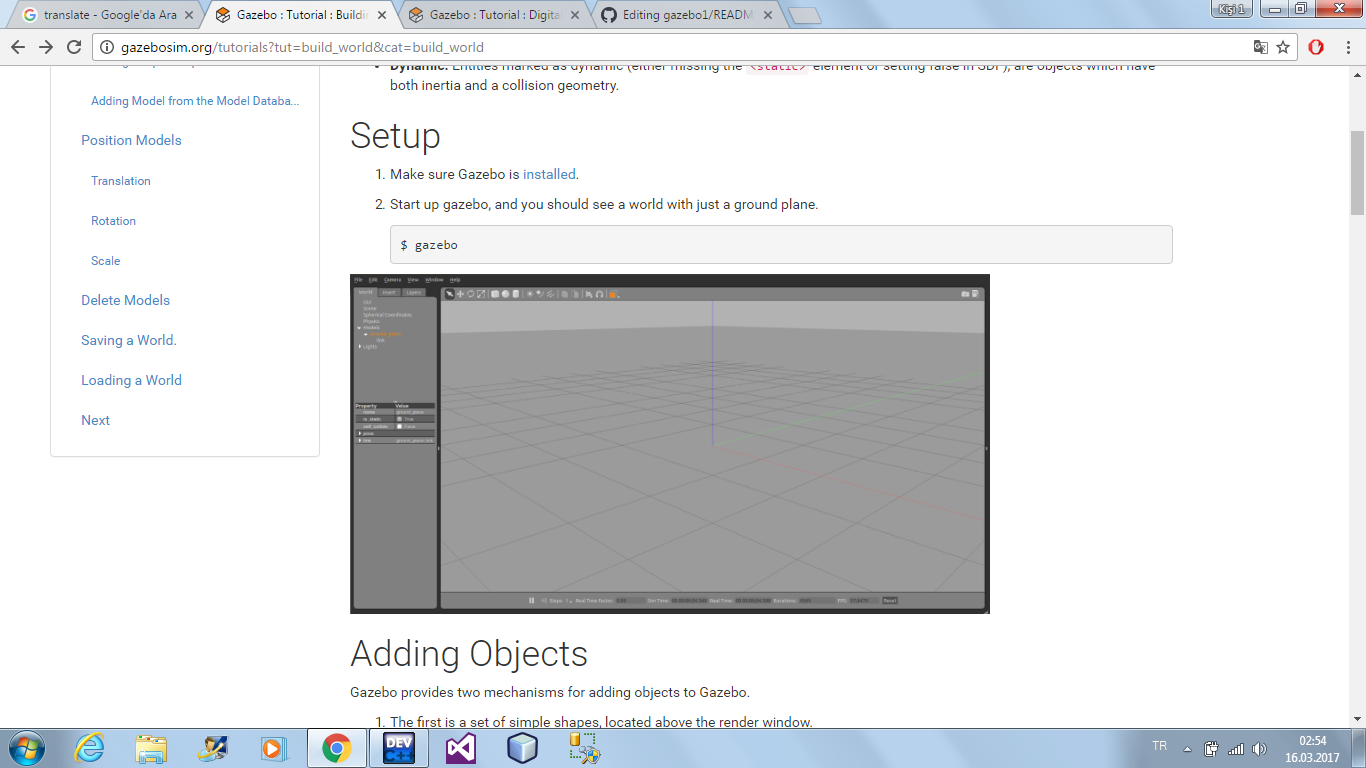 translate - Google'da Ara
Gazebo : Tutorial : Buildin
Gazebo : Tutorial : Digita
Editing gazebo1/READM
Kişi 1
gazebosim.org/tutorials?tut=build_world&cat=build_world
Adding Model from the Model Databa...
Position Models
Translation
Rotation
Scale
Delete Models
Saving a World.
Loading a World
Next
Dynamic: Entities marked as dynamic (either missing the <static> element or setting false in SDF), are objects which have
both inertia and a collision geometry.
Setup
1. Make sure Gazebo is installed.
2. Start up gazebo, and you should see a world with just a ground plane.
$ gazebo
File Edit Camera View Window Help
World Insert Layers
GUI
Scene
Spherical Coordinates
Physics
Models
ground_plane
link
Lights
Property Value
name ground_plane
is_static True
self_collide False
pose
link ground_plane::link
Steps: 1 Real Time Factor: Sim Time: Real Time: Iterations: FPS: Reset
Adding Objects
Gazebo provides two mechanisms for adding objects to Gazebo.
1. The first is a set of simple shapes, located above the render window.
DEV
C++
TR
02:54
16.03.2017